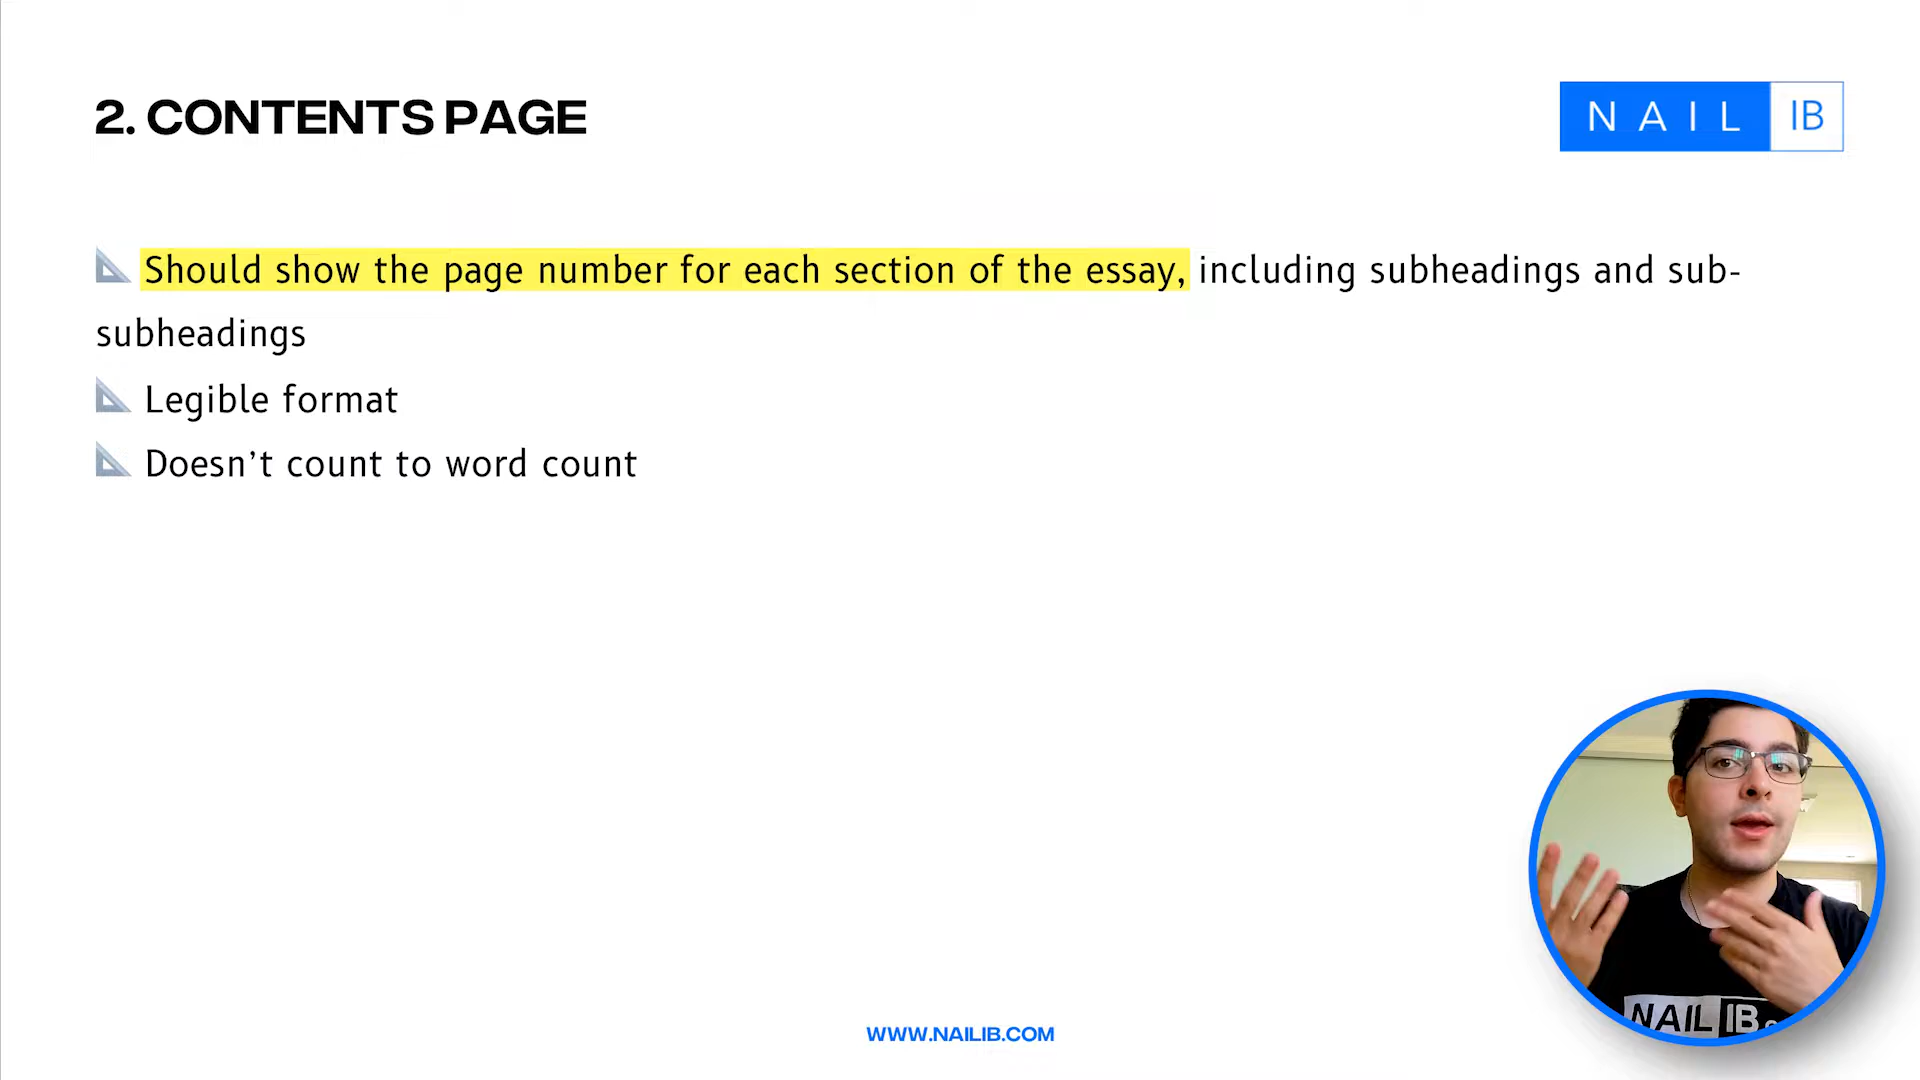 2. CONTENTS PAGE
NAIL IB
Should show the page number for each section of the essay, including subheadings and sub-
subheadings
Legible format
Doesn’t count to word count
NAIL IB
WWW.NAILIB.COM